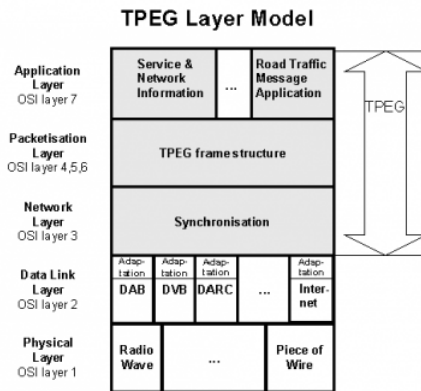 TPEG Layer Model
Application
Layer
OSI layer 7
Service &
Network
Information
...
Road Traffic
Message
Application
TPEG
Packetisation
Layer
OSI layer 4,5,6
TPEG frame structure
Network
Layer
OSI layer 3
Synchronisation
Data Link
Layer
OSI layer 2
Adap-
tation
DAB
Adap-
tation
DVB
Adap-
tation
DARC
...
Adap-
tation
Inter-
net
Physical
Layer
OSI layer 1
Radio
Wave
...
Piece of
Wire